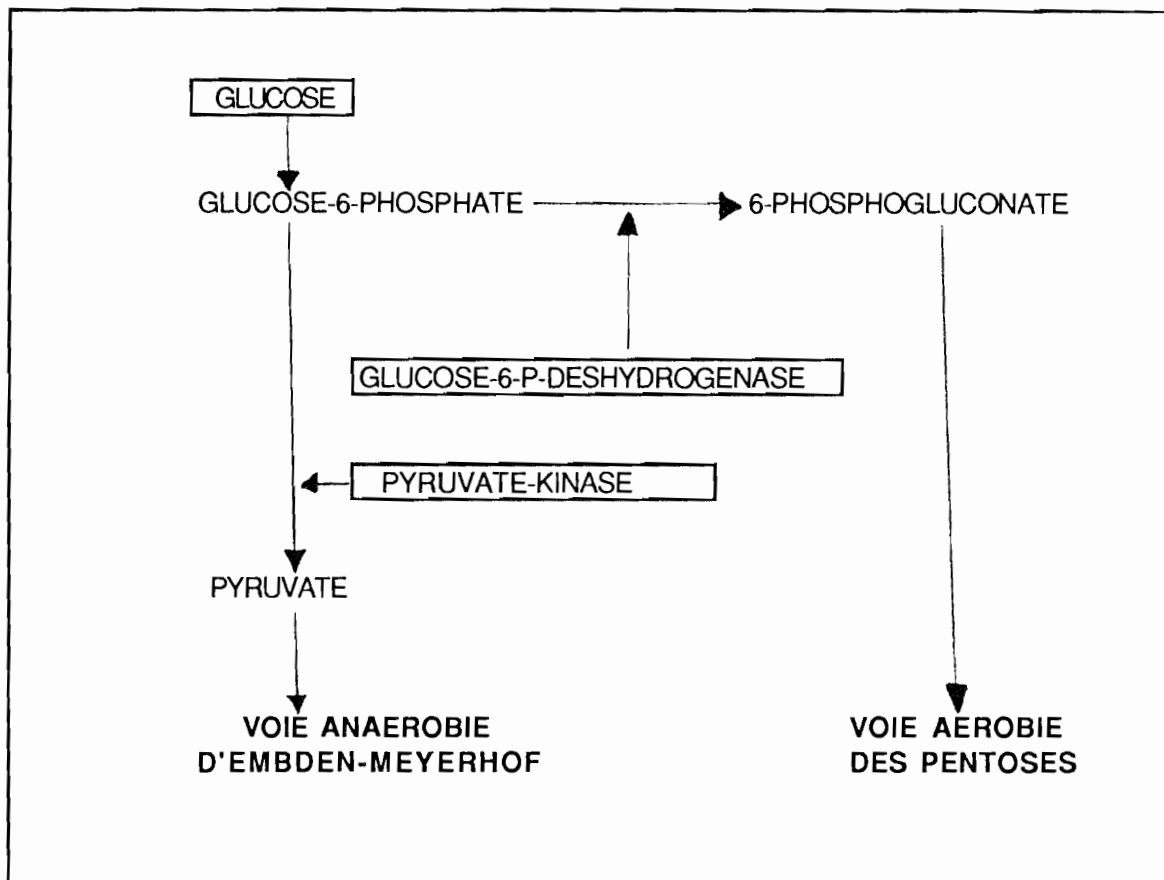 GLUCOSE
GLUCOSE-6-PHOSPHATE
6-PHOSPHOGLUCONATE
GLUCOSE-6-P-DESHYDROGENASE
PYRUVATE-KINASE
PYRUVATE
VOIE ANAEROBIE
D'EMBDEN-MEYERHOF
VOIE AEROBIE
DES PENTOSES